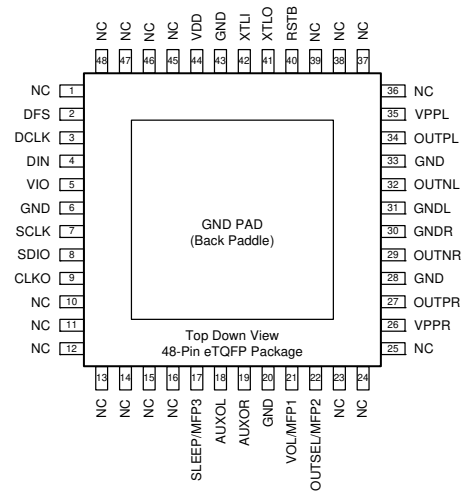 NC NC NC NC VDD GND XTLI XTLO RSTB NC NC NC
48 47 46 45 44 43 42 41 40 39 38 37
NC 1 36 NC
DFS 2 35 VPPL
DCLK 3 34 OUTPL
DIN 4 33 GND
VIO 5 32 OUTNL
GND 6 31 GNDL
SCLK 7 30 GNDR
SDIO 8 29 OUTNR
CLKO 9 28 GND
NC 10 27 OUTPR
NC 11 26 VPPR
NC 12 25 NC
GND PAD
(Back Paddle)
Top Down View
48-Pin eTQFP Package
13 14 15 16 17 18 19 20 21 22 23 24
NC NC NC NC SLEEP/MFP3 AUXOL AUXOR GND VOL/MFP1 OUTSEL/MFP2 NC NC